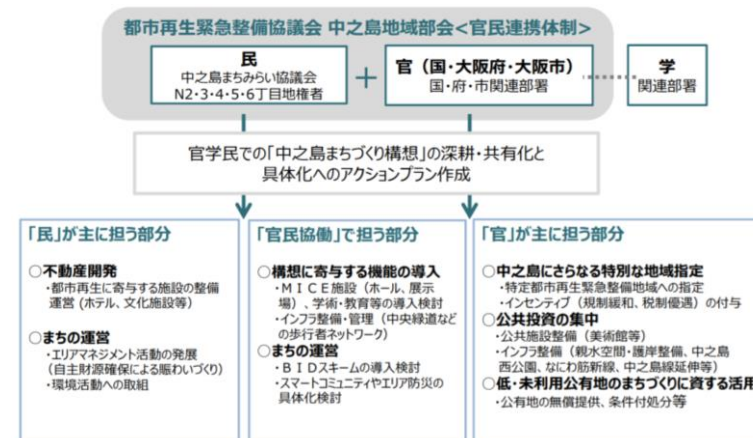 都市再生緊急整備協議会 中之島地域部会<官民連携体制>
民
中之島まちみらい協議会
N2・3・4・5・6丁目地権者
+
官（国・大阪府・大阪市）
国・府・市関連部署
学
関連部署
官学民での「中之島まちづくり構想」の深耕・共有化と
具体化へのアクションプラン作成
「民」が主に担う部分
○不動産開発
・都市再生に寄与する施設の整備
運営（ホテル、文化施設等）
○まちの運営
・エリアマネジメント活動の発展
（自主財源確保による賑わいづくり）
・環境活動への取組
「官民協働」で担う部分
○構想に寄与する機能の導入
・ＭＩＣＥ施設（ホール、展示
場）、学術・教育等の導入検討
・インフラ整備・管理（中央緑道など
の歩行者ネットワーク）
○まちの運営
・ＢＩＤスキームの導入検討
・スマートコミュニティやエリア防災の
具体化検討
「官」が主に担う部分
○中之島にさらなる特別な地域指定
・特定都市再生緊急整備地域への指定
・インセンティブ（規制緩和、税制優遇）の付与
○公共投資の集中
・公共施設整備（美術館等）
・インフラ整備（親水空間・護岸整備、中之島
西公園、なにわ筋新線、中之島線延伸等）
○低・未利用公有地のまちづくりに資する活用
・公有地の無償提供、条件付処分等